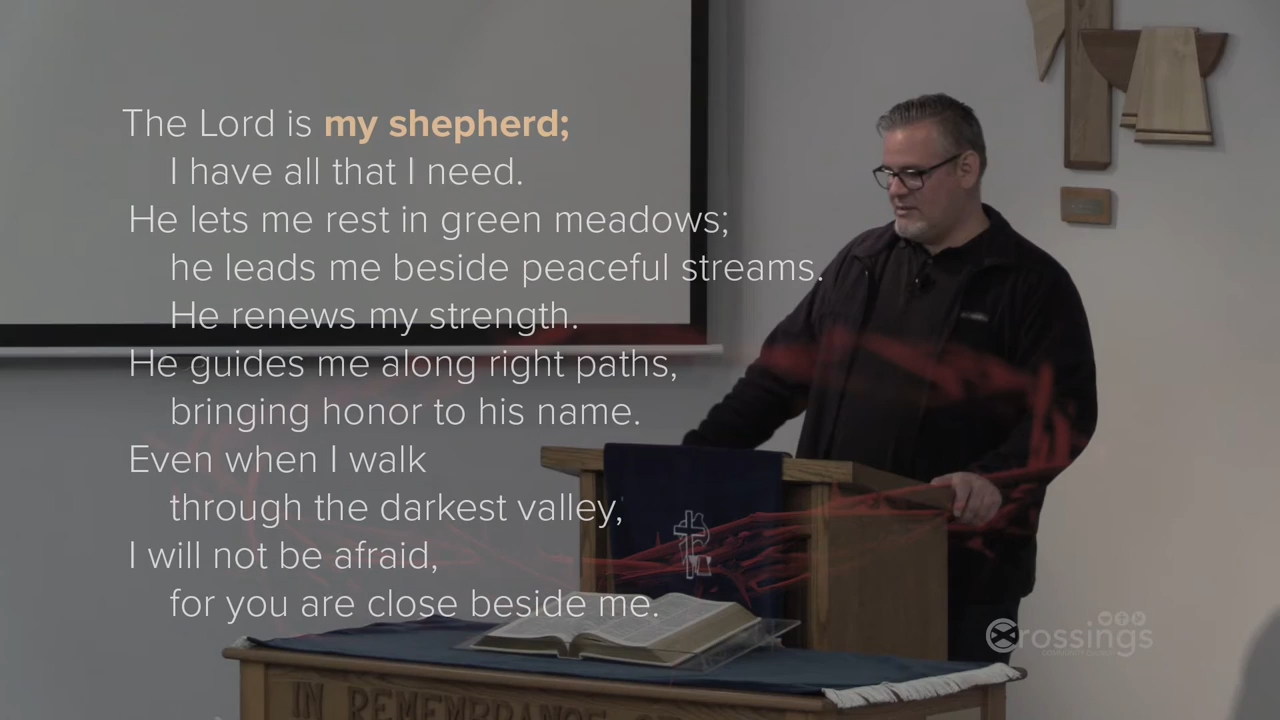 The Lord is my shepherd;
I have all that I need.
He lets me rest in green meadows;
he leads me beside peaceful streams.
He renews my strength.
He guides me along right paths,
bringing honor to his name.
Even when I walk
through the darkest valley,
I will not be afraid,
for you are close beside me.
Crossings
IN REMEMBRANCE OF